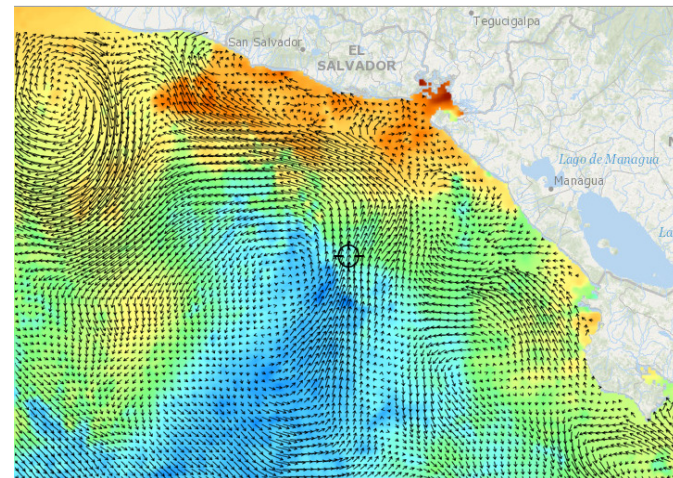 Tegucigalpa
San Salvador
EL
SALVADOR
Lago de Managua
Managua